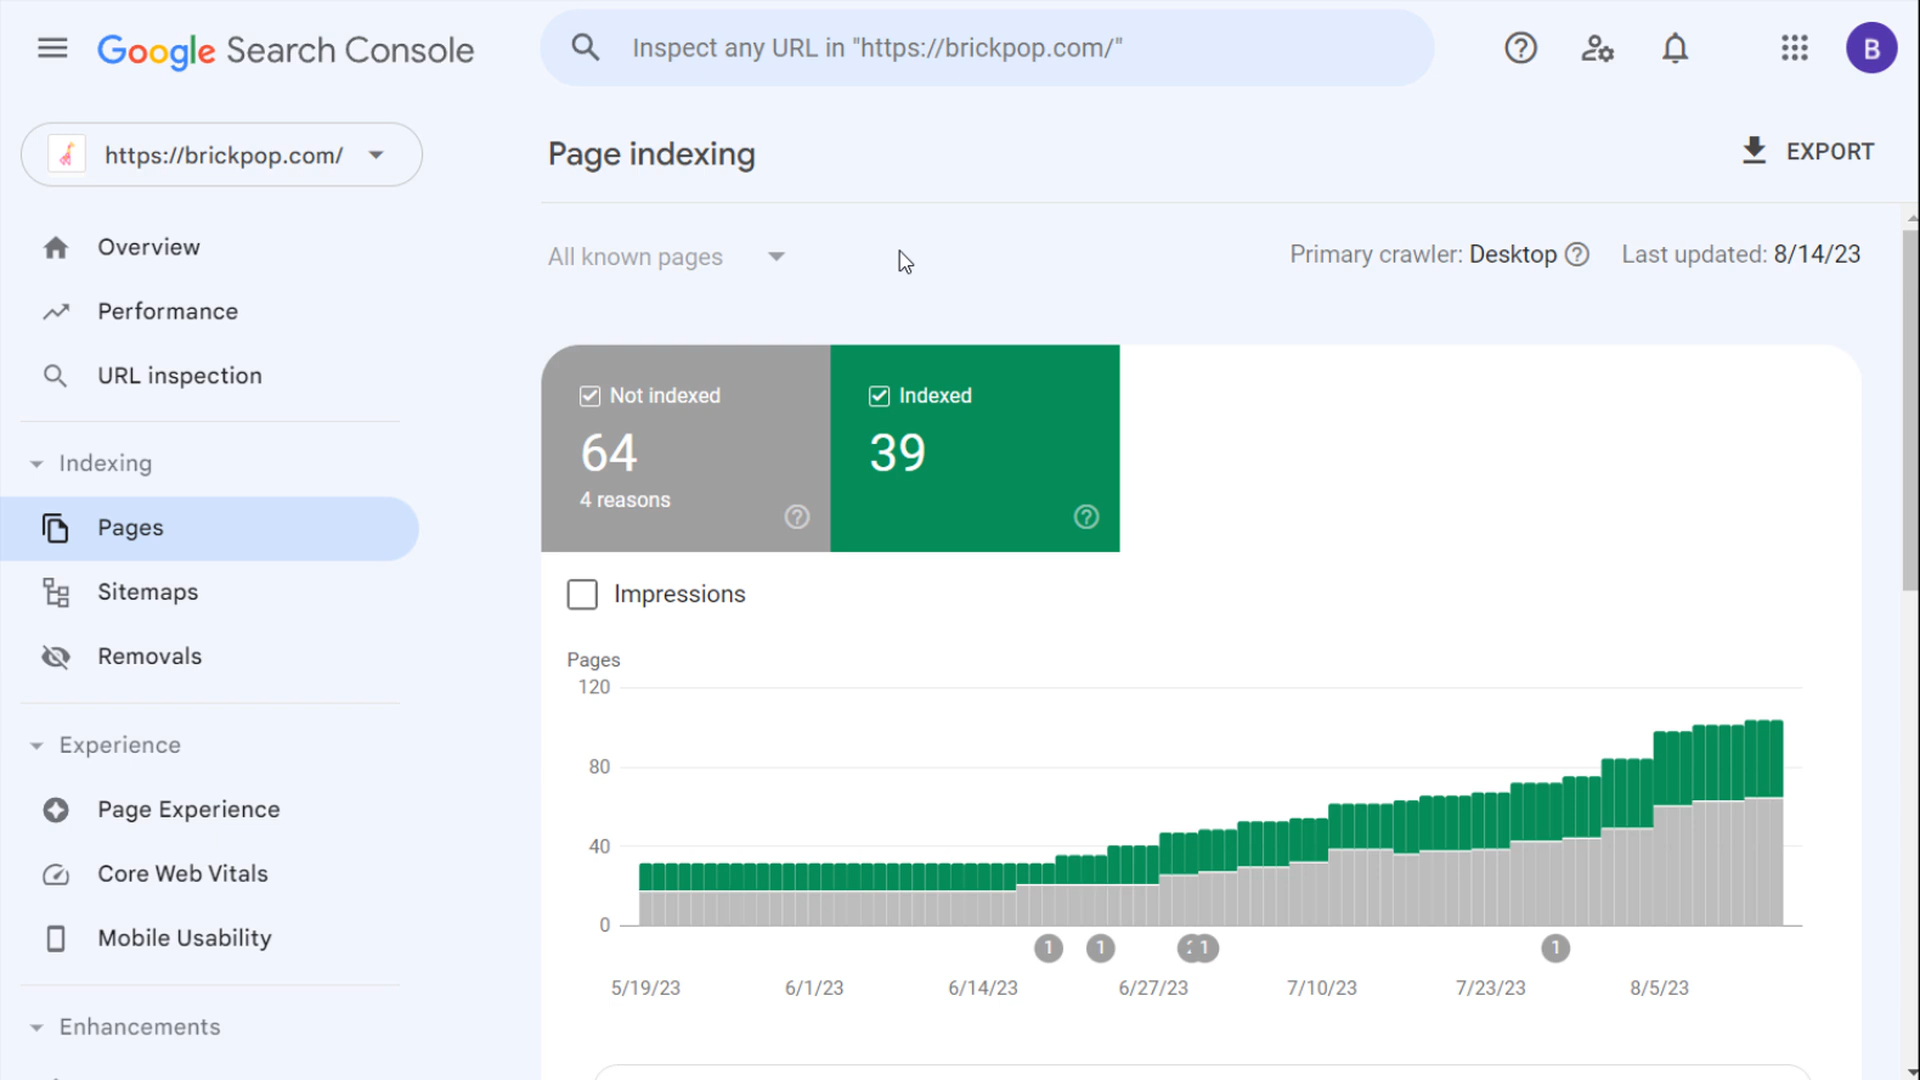 Google Search Console
Inspect any URL in "https://brickpop.com/"
B
https://brickpop.com/
Page indexing
EXPORT
Overview
Performance
URL inspection
Indexing
Pages
Sitemaps
Removals
Experience
Page Experience
Core Web Vitals
Mobile Usability
Enhancements
All known pages
Primary crawler: Desktop
Last updated: 8/14/23
Not indexed
64
4 reasons
Indexed
39
Impressions
Pages
120
80
40
0
1
1
1
1
5/19/23
6/1/23
6/14/23
6/27/23
7/10/23
7/23/23
8/5/23